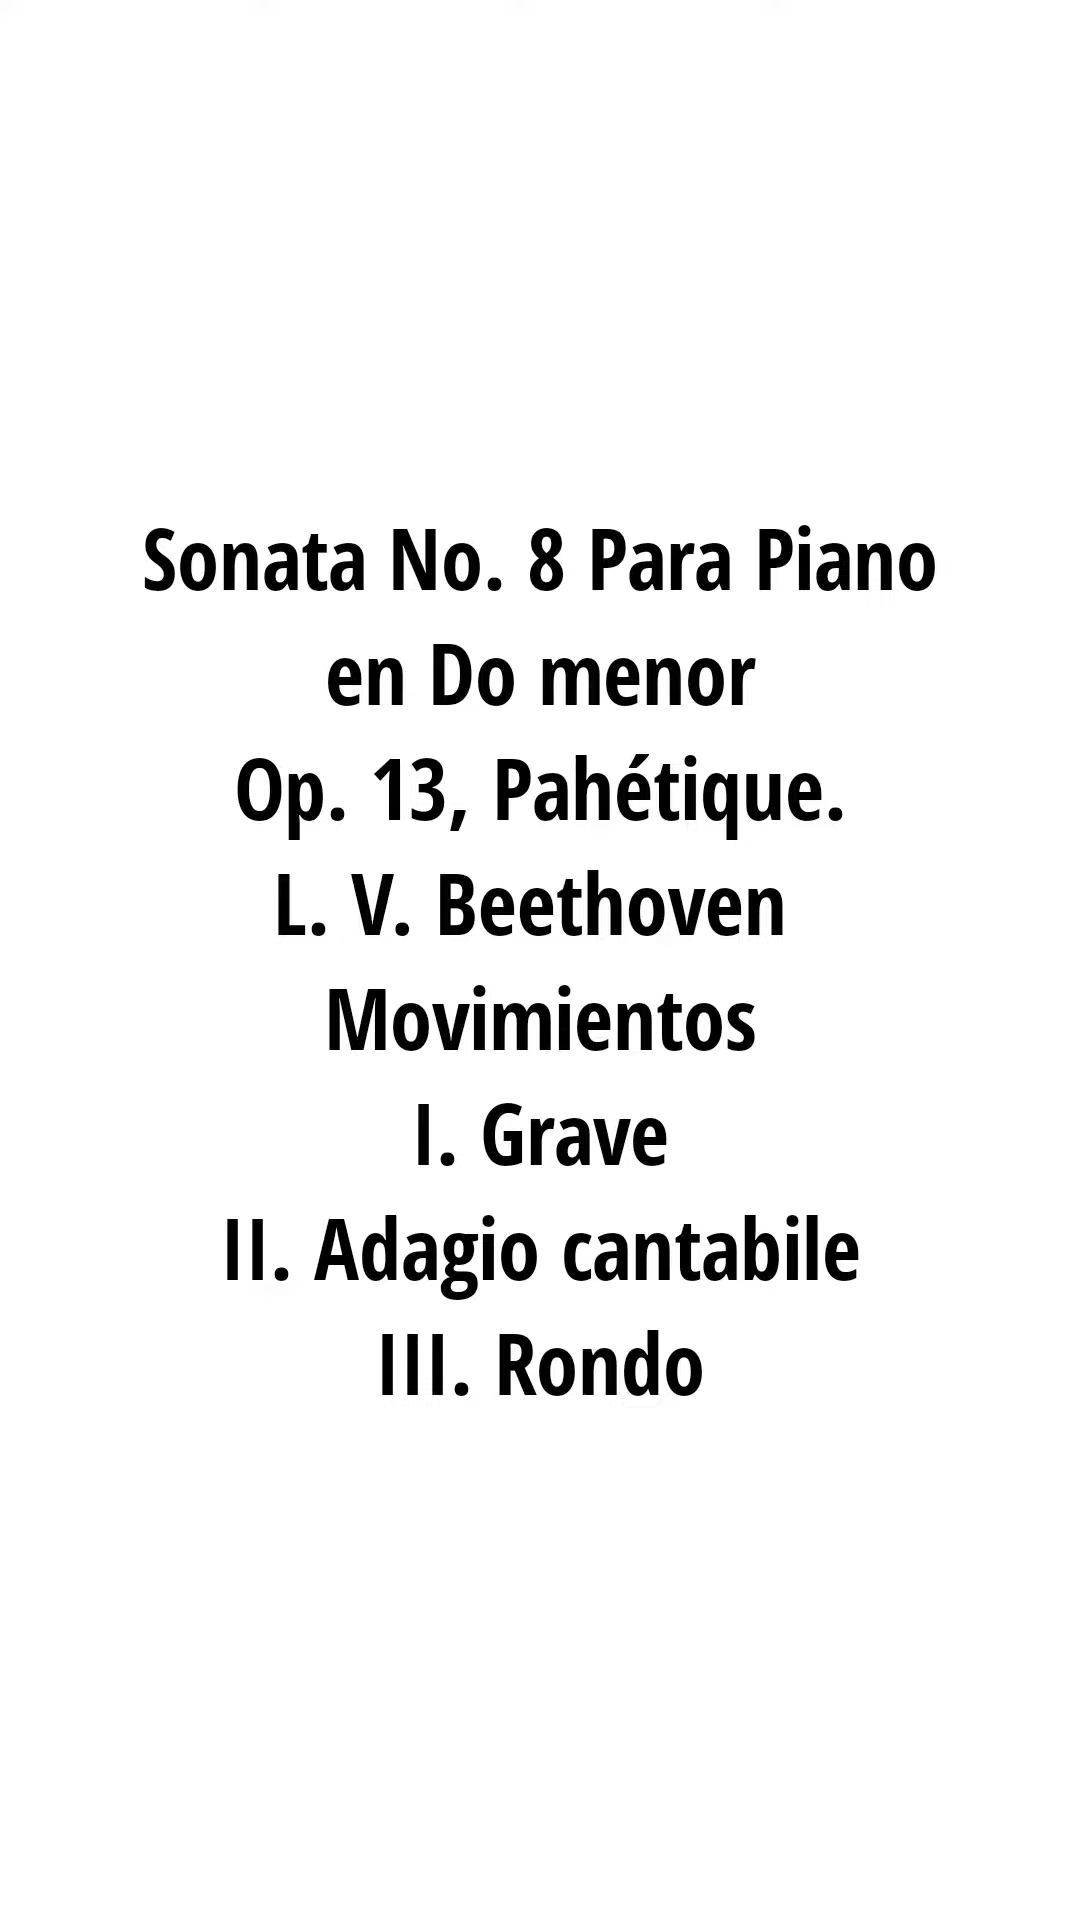 Sonata No. 8 Para Piano
en Do menor
Op. 13, Pahétique.
L. V. Beethoven
Movimientos
I. Grave
II. Adagio cantabile
III. Rondo